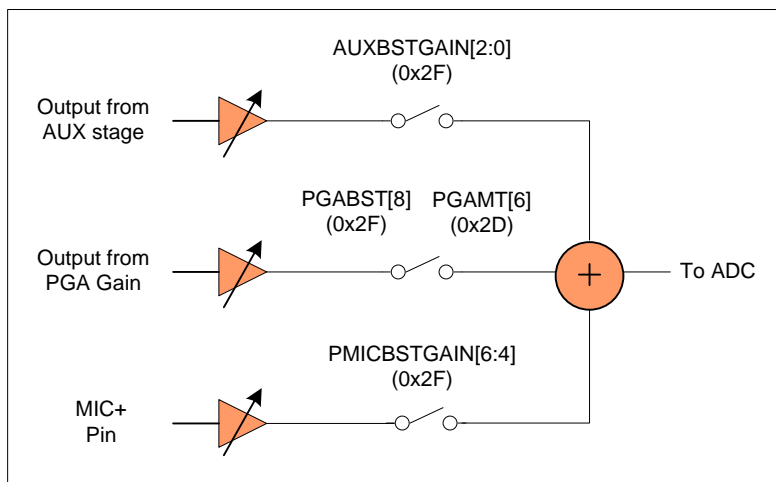 AUXBSTGAIN[2:0]
(0x2F)
Output from
AUX stage
PGABST[8]
(0x2F)
PGAMT[6]
(0x2D)
Output from
PGA Gain
+
To ADC
PMICBSTGAIN[6:4]
(0x2F)
MIC+
Pin